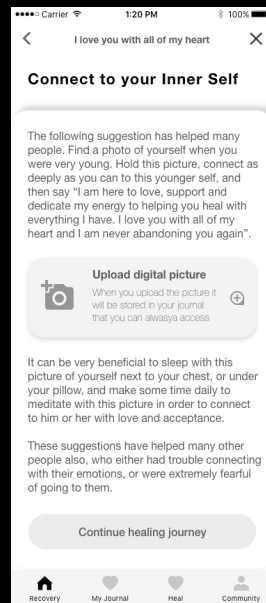 Carrier 1:20 PM 100%
I love you with all of my heart
Connect to your Inner Self
The following suggestion has helped many
people. Find a photo of yourself when you
were very young. Hold this picture, connect as
deeply as you can to this younger self, and
then say “I am here to love, support and
dedicate my energy to helping you heal with
everything I have. I love you with all of my
heart and I am never abandoning you again”.
Upload digital picture
When you upload the picture it
will be stored in your journal
that you can alwasya access
It can be very beneficial to sleep with this
picture of yourself next to your chest, or under
your pillow, and make some time daily to
meditate with this picture in order to connect
to him or her with love and acceptance.
These suggestions have helped many other
people also, who either had trouble connecting
with their emotions, or were extremely fearful
of going to them.
Continue healing journey
Recovery My Journal Heal Community